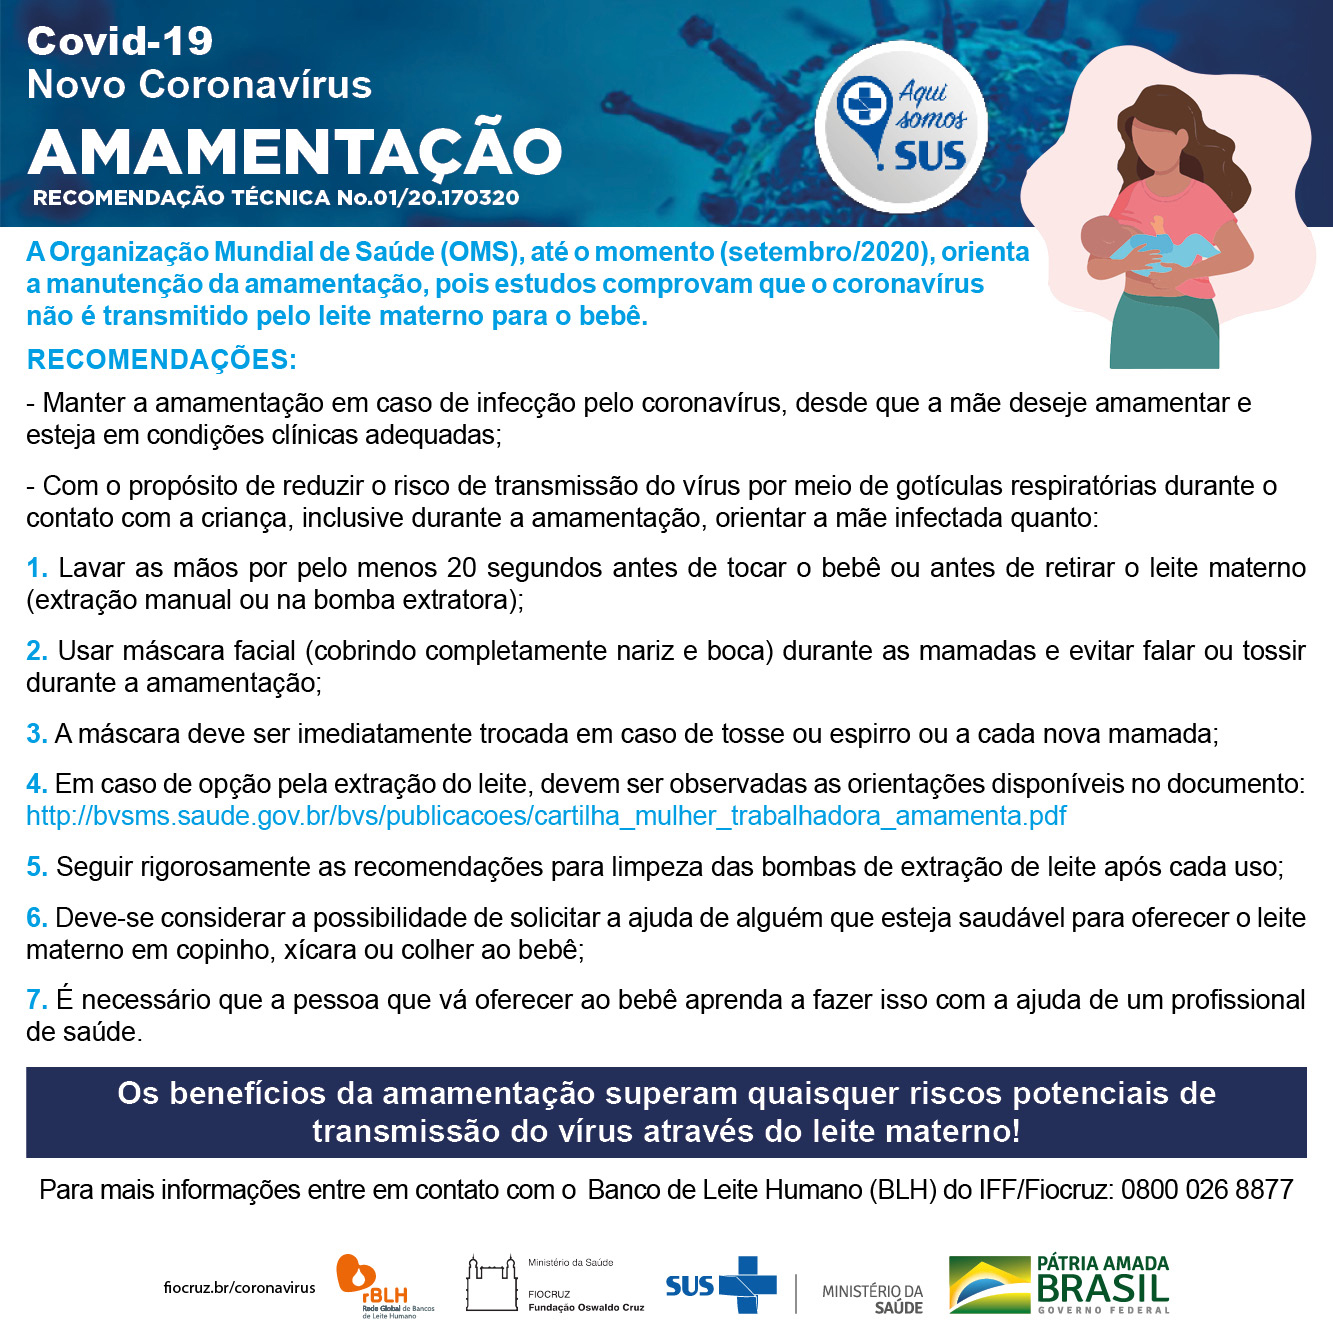 Covid-19
Novo Coronavírus
AMAMENTAÇÃO
RECOMENDAÇÃO TÉCNICA No.01/20.170320
Aqui
somos
SUS
A Organização Mundial de Saúde (OMS), até o momento (setembro/2020), orienta
a manutenção da amamentação, pois estudos comprovam que o coronavírus
não é transmitido pelo leite materno para o bebê.
RECOMENDAÇÕES:
- Manter a amamentação em caso de infecção pelo coronavírus, desde que a mãe deseje amamentar e
esteja em condições clínicas adequadas;
- Com o propósito de reduzir o risco de transmissão do vírus por meio de gotículas respiratórias durante o
contato com a criança, inclusive durante a amamentação, orientar a mãe infectada quanto:
1. Lavar as mãos por pelo menos 20 segundos antes de tocar o bebê ou antes de retirar o leite materno
(extração manual ou na bomba extratora);
2. Usar máscara facial (cobrindo completamente nariz e boca) durante as mamadas e evitar falar ou tossir
durante a amamentação;
3. A máscara deve ser imediatamente trocada em caso de tosse ou espirro ou a cada nova mamada;
4. Em caso de opção pela extração do leite, devem ser observadas as orientações disponíveis no documento:
http://bvsms.saude.gov.br/bvs/publicacoes/cartilha_mulher_trabalhadora_amamenta.pdf
5. Seguir rigorosamente as recomendações para limpeza das bombas de extração de leite após cada uso;
6. Deve-se considerar a possibilidade de solicitar a ajuda de alguém que esteja saudável para oferecer o leite
materno em copinho, xícara ou colher ao bebê;
7. É necessário que a pessoa que vá oferecer ao bebê aprenda a fazer isso com a ajuda de um profissional
de saúde.
Os benefícios da amamentação superam quaisquer riscos potenciais de
transmissão do vírus através do leite materno!
Para mais informações entre em contato com o Banco de Leite Humano (BLH) do IFF/Fiocruz: 0800 026 8877
fiocruz.br/coronavirus
rBLH
Rede Global de Bancos
de Leite Humano
Ministério da Saúde
FIOCRUZ
Fundação Oswaldo Cruz
SUS
MINISTÉRIO DA
SAÚDE
PÁTRIA AMADA
BRASIL
GOVERNO FEDERAL